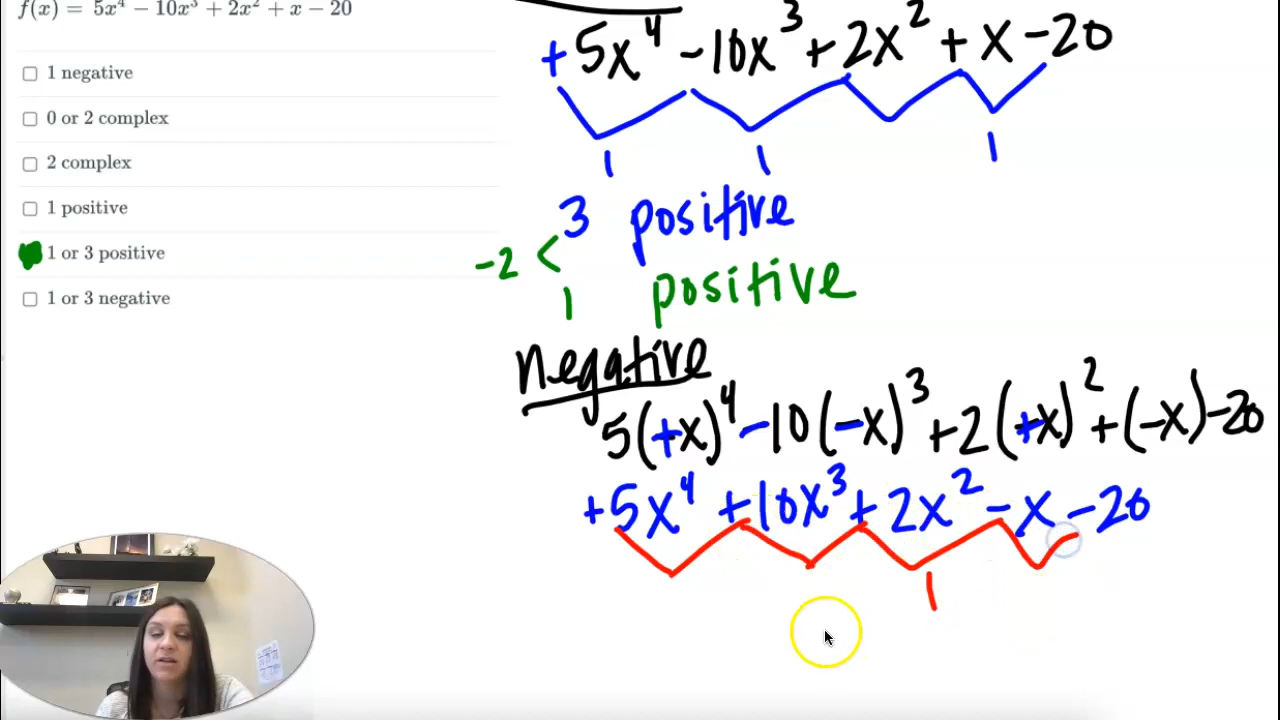 f(x) = 5x⁴ − 10x³ + 2x² + x − 20
1 negative
0 or 2 complex
2 complex
1 positive
1 or 3 positive
1 or 3 negative
+5x⁴ -10x³ +2x² + x -20
1 1 1
3 positive
-2 <
1 positive
negative
5(+x)⁴ - -10(-x)³ +2(+x)² +(-x) -20
+5x⁴ +10x³ +2x² -x -20
1